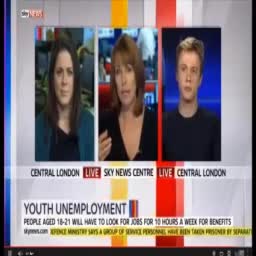 sky NEWS
CENTRAL LONDON LIVE SKY NEWS CENTRE LIVE CENTRAL LONDON
YOUTH UNEMPLOYMENT
PEOPLE AGED 18-21 WILL HAVE TO LOOK FOR JOBS FOR 10 HOURS A WEEK FOR BENEFITS
skynews.com DEFENCE MINISTRY SAYS A GROUP OF SERVICE PERSONNEL HAVE BEEN TAKEN PRISONER BY SEPARAT